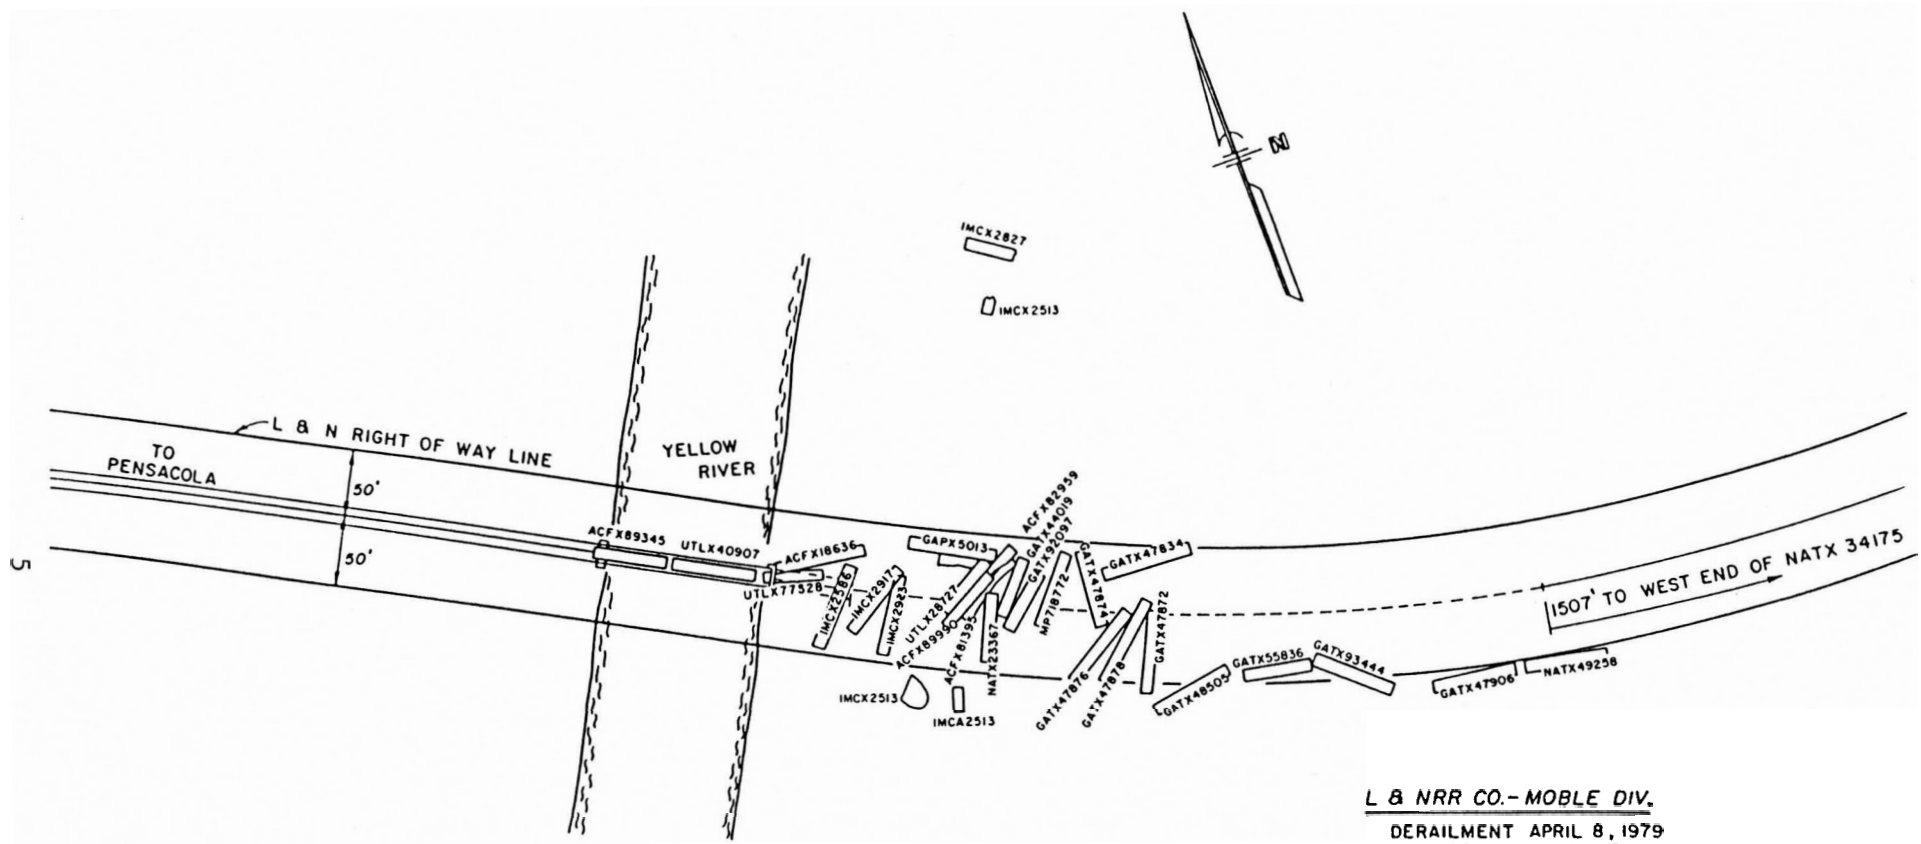 N
IMCX2827
IMCX2513
L & N RIGHT OF WAY LINE
TO
PENSACOLA
50'
50'
YELLOW
RIVER
ACFX89345
UTLX40907
ACFX18636
UTLX77528
IMCX2586
IMCX2917
IMCX2923
GAPX5013
UTLX28727
ACFX89990
ACFX81395
NATX23367
ACFX82959
GATX44019
GATX92097
MP718772
GATX47874
GATX47834
GATX47872
GATX47876
GATX47878
GATX48505
GATX55836
GATX93444
GATX47906
NATX49258
1507' TO WEST END OF NATX 34175
IMCX2513
IMCA2513
5
L & NRR CO.-MOBLE DIV.
DERAILMENT APRIL 8, 1979